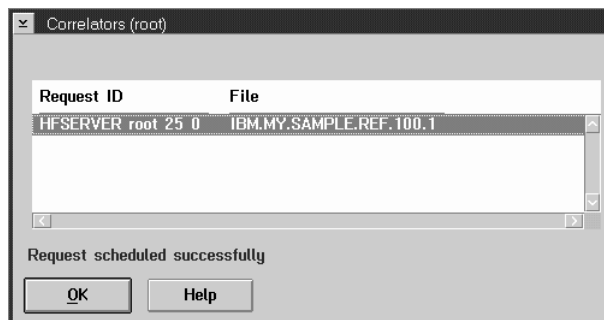 Correlators (root)
Request ID File
HFSERVER root 25 0 IBM.MY.SAMPLE.REF.100.1
Request scheduled successfully
OK Help